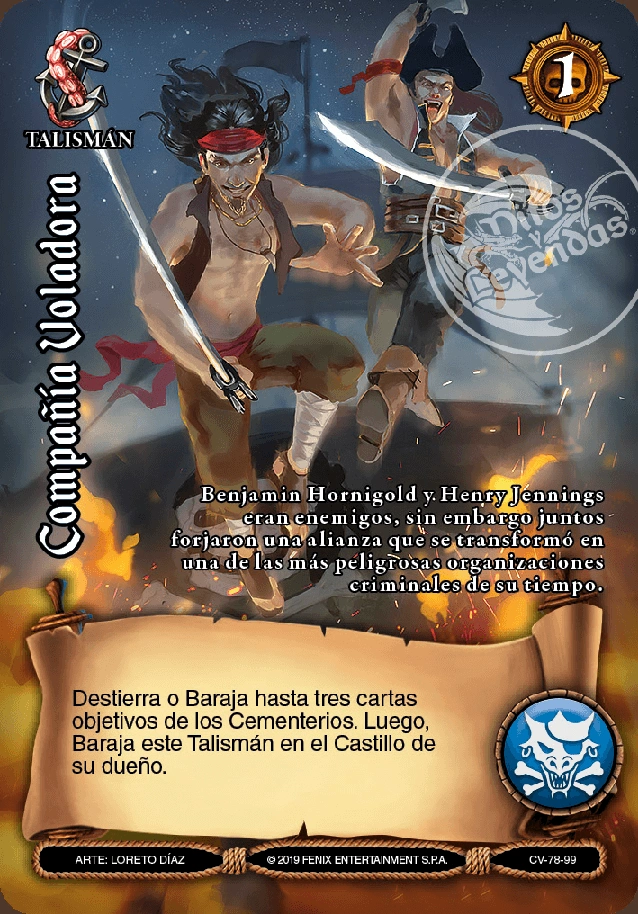 1
TALISMÁN
Mitos
y
Leyendas®
Compañía Voladora
Benjamin Hornigold y Henry Jennings
eran enemigos, sin embargo juntos
forjaron una alianza que se transformó en
una de las más peligrosas organizaciones
criminales de su tiempo.
Destierra o Baraja hasta tres cartas
objetivos de los Cementerios. Luego,
Baraja este Talismán en el Castillo de
su dueño.
ARTE: LORETO DÍAZ
© 2019 FENIX ENTERTAINMENT S.P.A.
CV-78-99